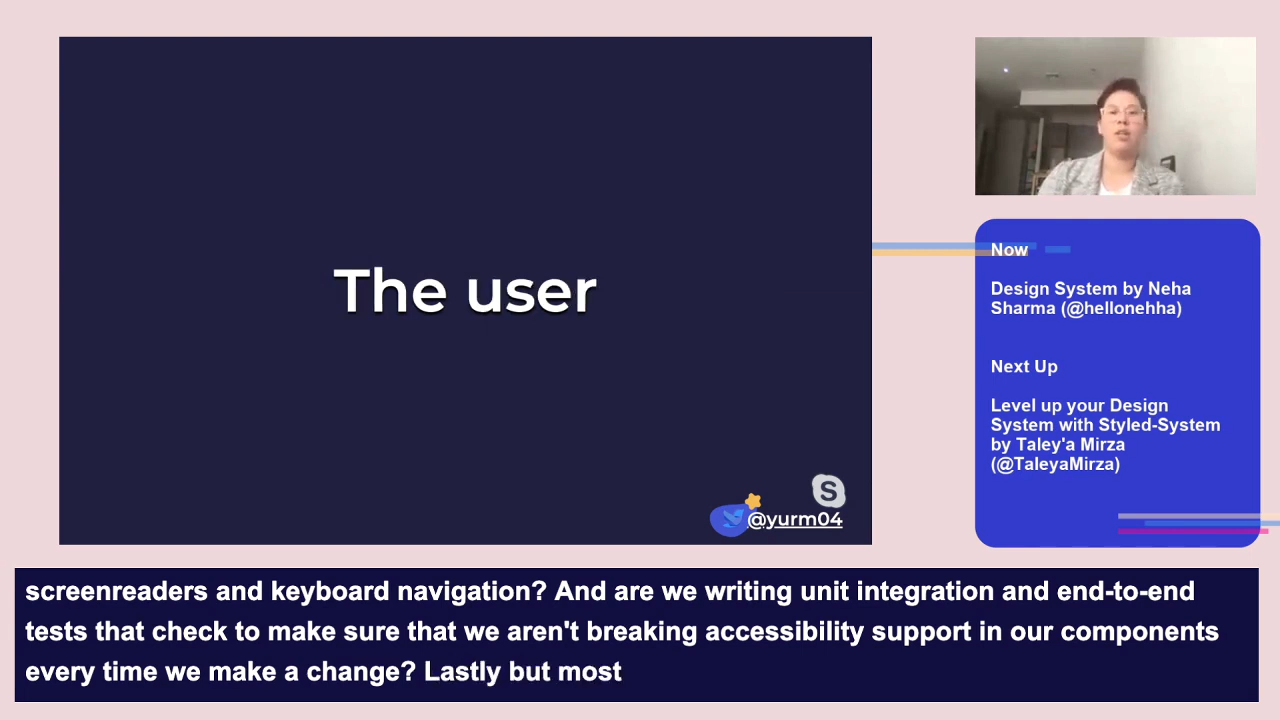 The user
S
@yurm04
Now
Design System by Neha
Sharma (@hellonehha)
Next Up
Level up your Design
System with Styled-System
by Taley'a Mirza
(@TaleyaMirza)
screenreaders and keyboard navigation? And are we writing unit integration and end-to-end
tests that check to make sure that we aren't breaking accessibility support in our components
every time we make a change? Lastly but most